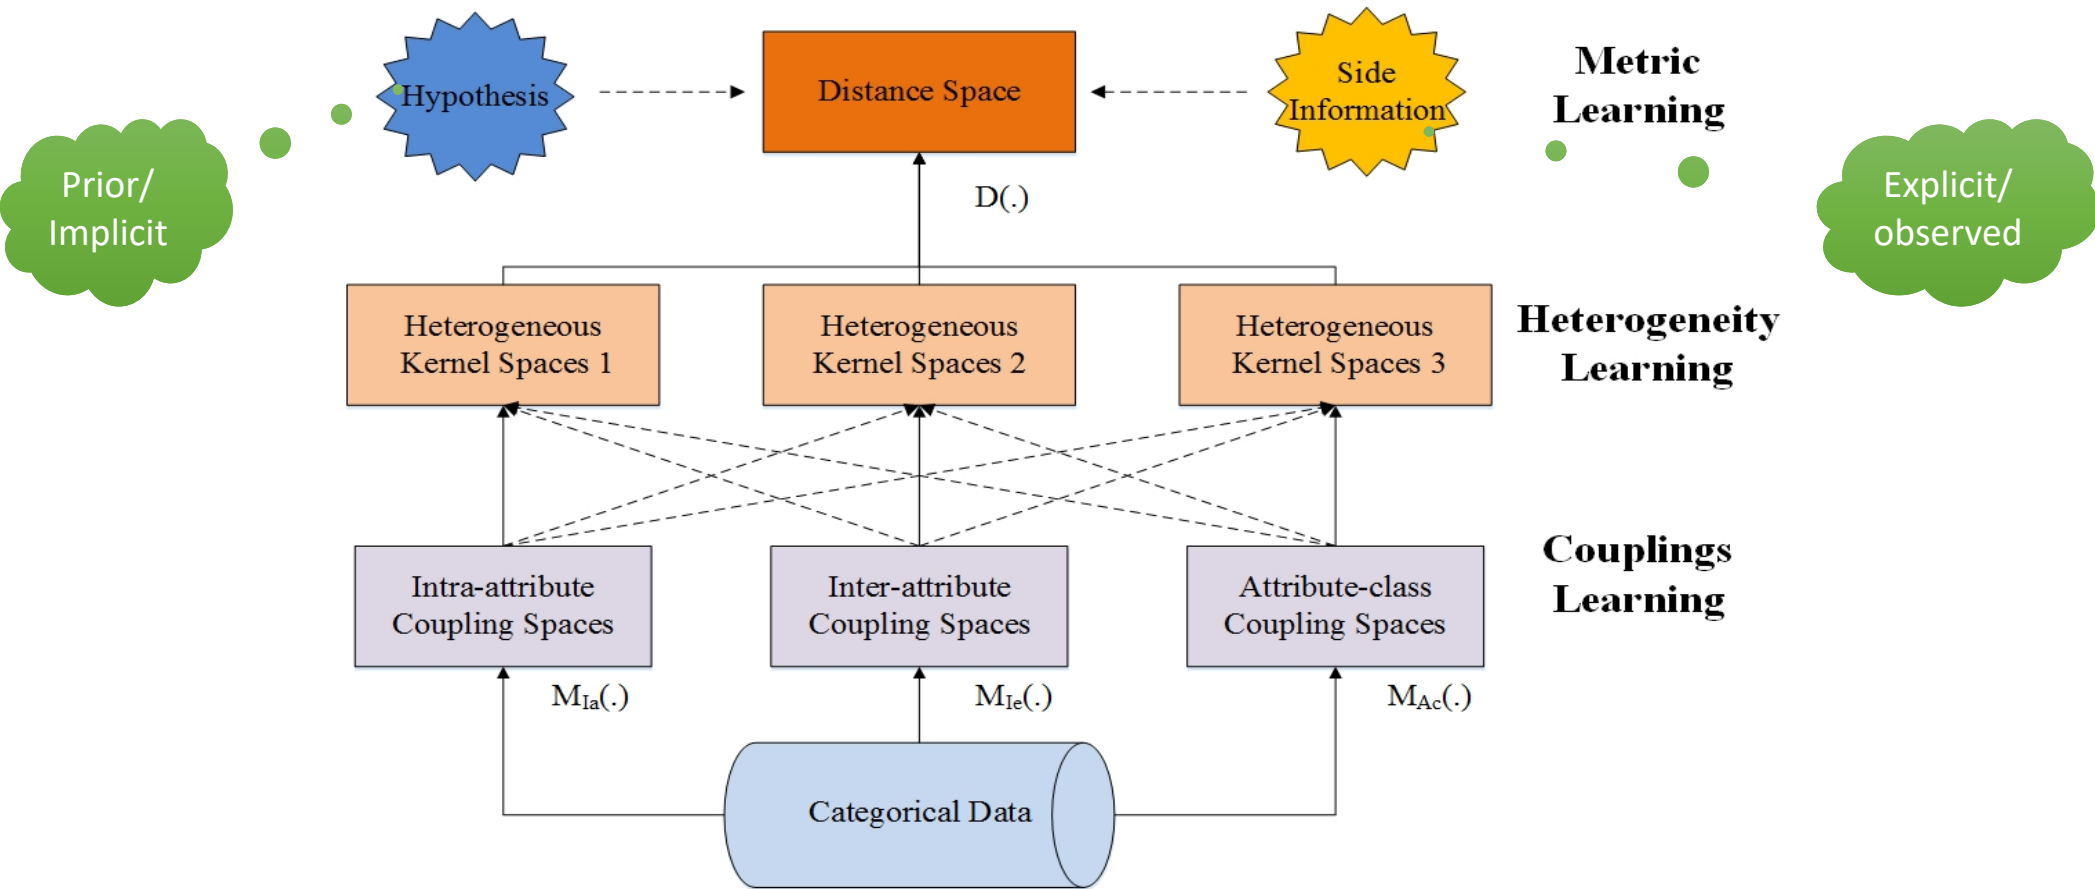 Hypothesis
Distance Space
Side
Information
Metric
Learning
Prior/
Implicit
Explicit/
observed
D(.)
Heterogeneous
Kernel Spaces 1
Heterogeneous
Kernel Spaces 2
Heterogeneous
Kernel Spaces 3
Heterogeneity
Learning
Intra-attribute
Coupling Spaces
Inter-attribute
Coupling Spaces
Attribute-class
Coupling Spaces
Couplings
Learning
MIa(.)
MIe(.)
MAc(.)
Categorical Data